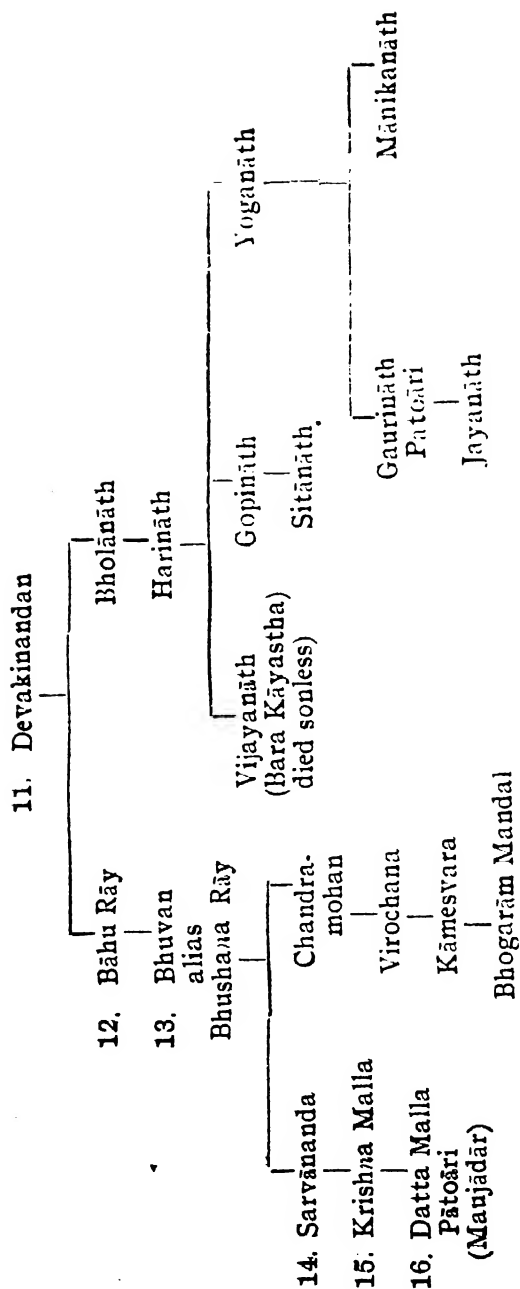 11. Devakinandan
12. Bāhu Rāy
Bholānāth
13. Bhuvan
alias
Bhushana Rāy
Harināth
14. Sarvānanda
Chandra-
mohan
Vijayanāth
(Bara Kāyastha)
died sonless)
Gopināth
Yoganāth
15. Krishna Malla
Virochana
Sitānāth.
Gaurināth
Patoāri
Mānikanāth
16. Datta Malla
Pātoāri
(Maujādār)
Kāmesvara
Jayanāth
Bhogarām Mandal